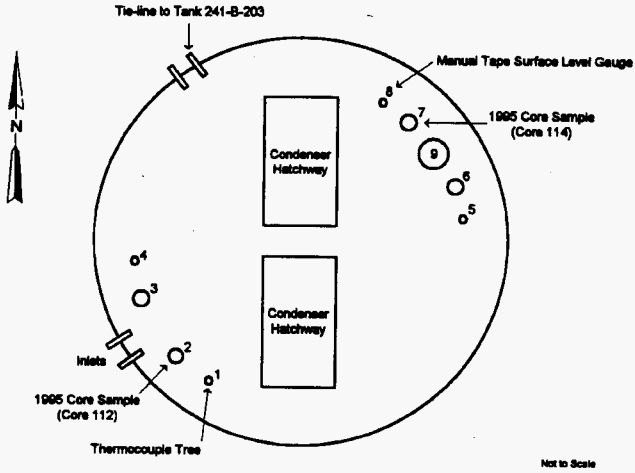 Tie-line to Tank 241-B-203
Manual Tape Surface Level Gauge
8
7
1995 Core Sample
(Core 114)
N
Condenser
Hatchway
9
6
5
4
3
Condenser
Hatchway
Inlets
2
1
1995 Core Sample
(Core 112)
Thermocouple Tree
Not to Scale